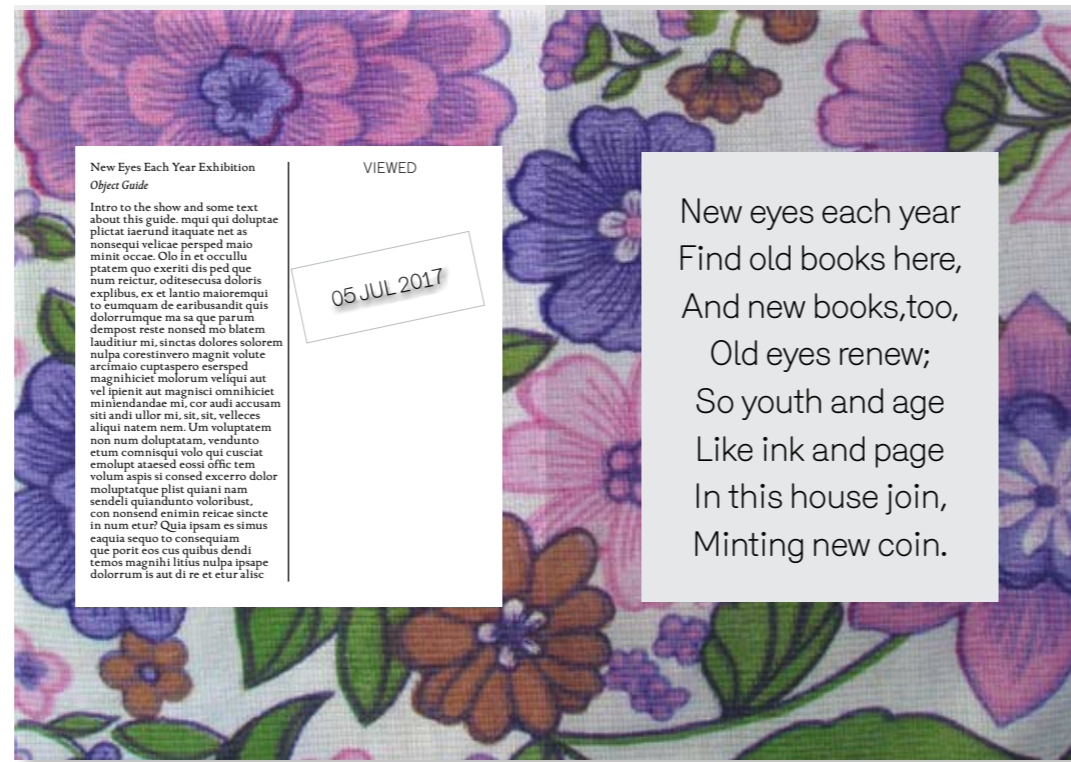 New Eyes Each Year Exhibition
Object Guide
Intro to the show and some text
about this guide. mqui qui doluptae
plictat iaerund itaquate net as
nonsequi velicae persped maio
minit occae. Olo in et occullu
ptatem quo exeriti dis ped que
num reictur, oditesecusa doloris
explibus, ex et lantio maioremqui
to eumquam de earibusandit quis
dolorrumque ma sa que parum
dempost reste nonsed mo blatem
lauditiur mi, sinctas dolores solorem
nulpa corestinvero magnit volute
arcimaio cuptaspero esersped
magnihiciet molorum veliqui aut
vel ipienit aut magnisci omnihiciet
miniendandae mi, cor audi accusam
siti andi ullor mi, sit, sit, velleces
aliqui natem nem. Um voluptatem
non num doluptatam, vendunto
etum comnisqui volo qui cusciat
emolupt ataesed eossi offic tem
volum aspis si consed excerro dolor
moluptatque plist quiani nam
sendeli quiandunto voloribust,
con nonsend enimin reicae sincte
in num etur? Quia ipsam es simus
eaquia sequo to consequiam
que porit eos cus quibus dendi
temos magnihi litius nulpa ipsape
dolorrum is aut di re et etur alisc
VIEWED
05 JUL 2017
New eyes each year
Find old books here,
And new books,too,
Old eyes renew;
So youth and age
Like ink and page
In this house join,
Minting new coin.